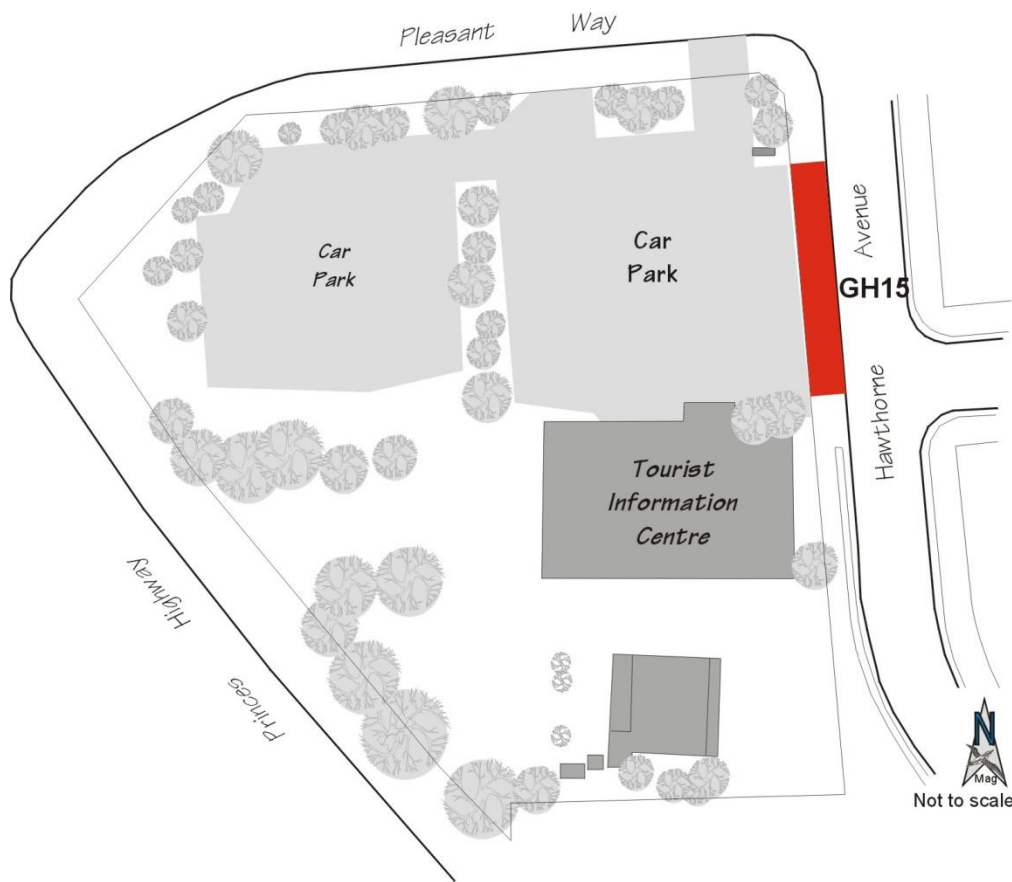 Pleasant Way
Car
Park
Car
Park
Avenue
GH15
Hawthorne
Tourist
Information
Centre
Highway
Princes
N
Mag
Not to scale